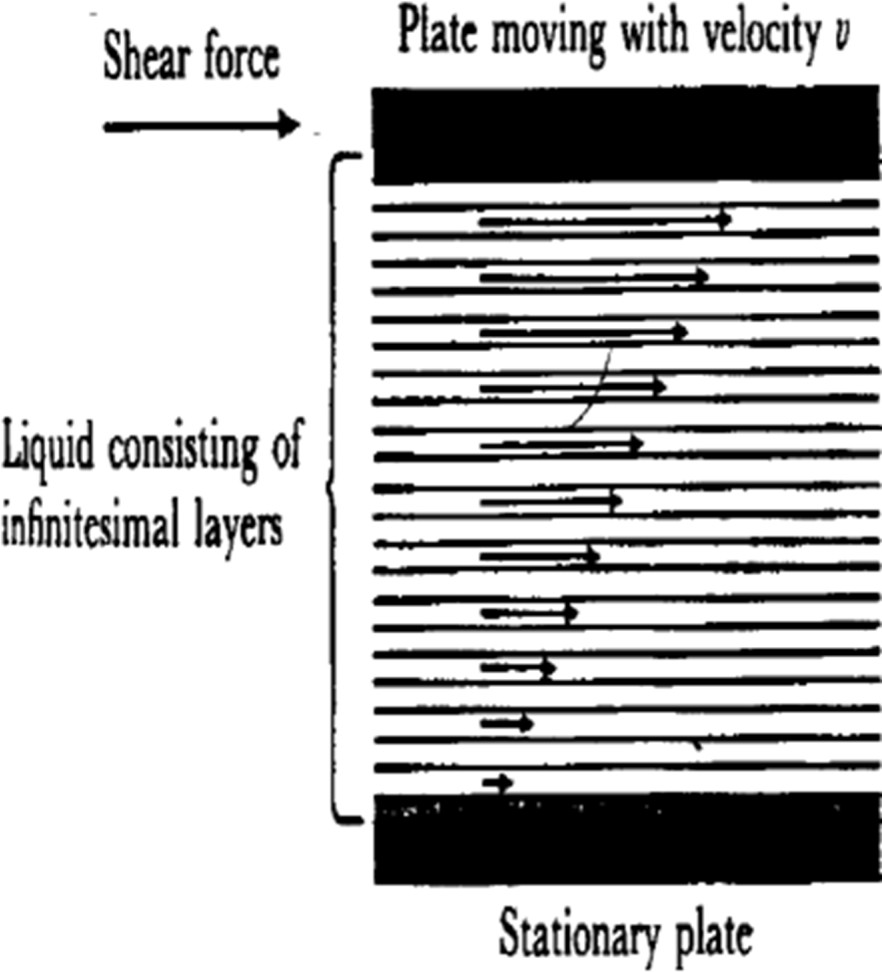 Plate moving with velocity v
Shear force
Liquid consisting of
infinitesimal layers
Stationary plate